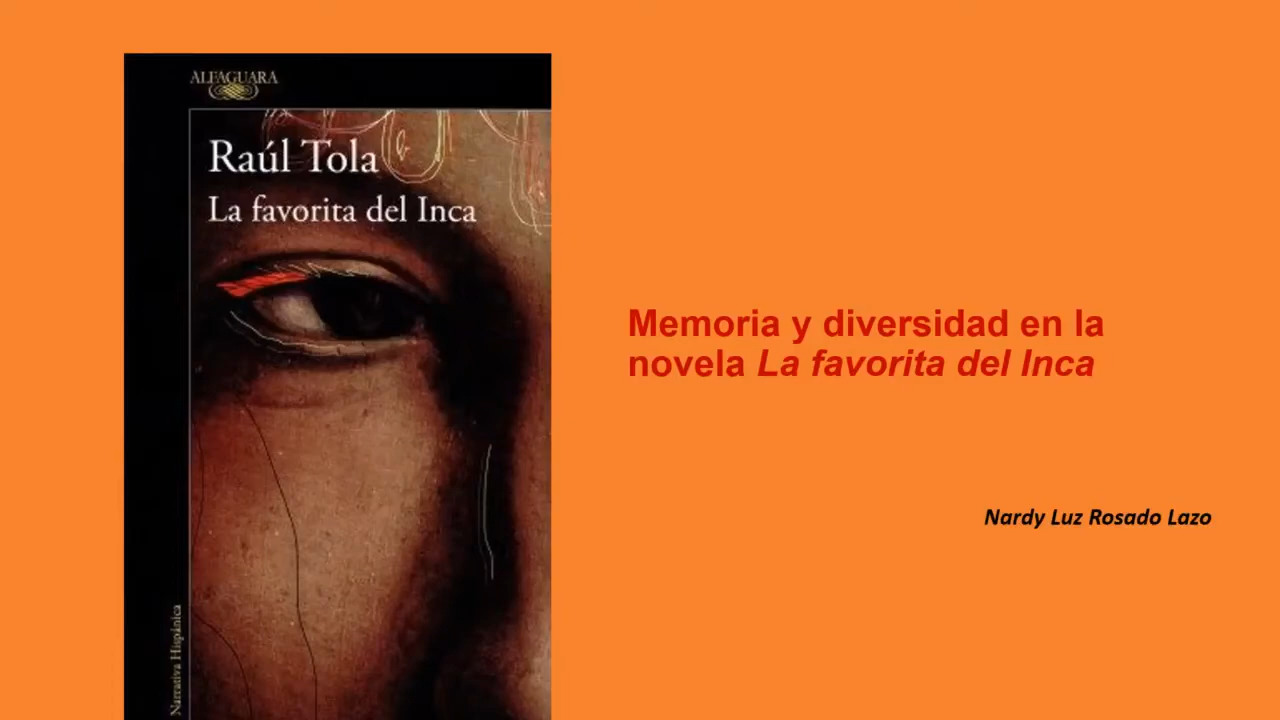 ALFAGUARA
Raúl Tola
La favorita del Inca
Narrativa Hispánica
Memoria y diversidad en la
novela La favorita del Inca
Nardy Luz Rosado Lazo